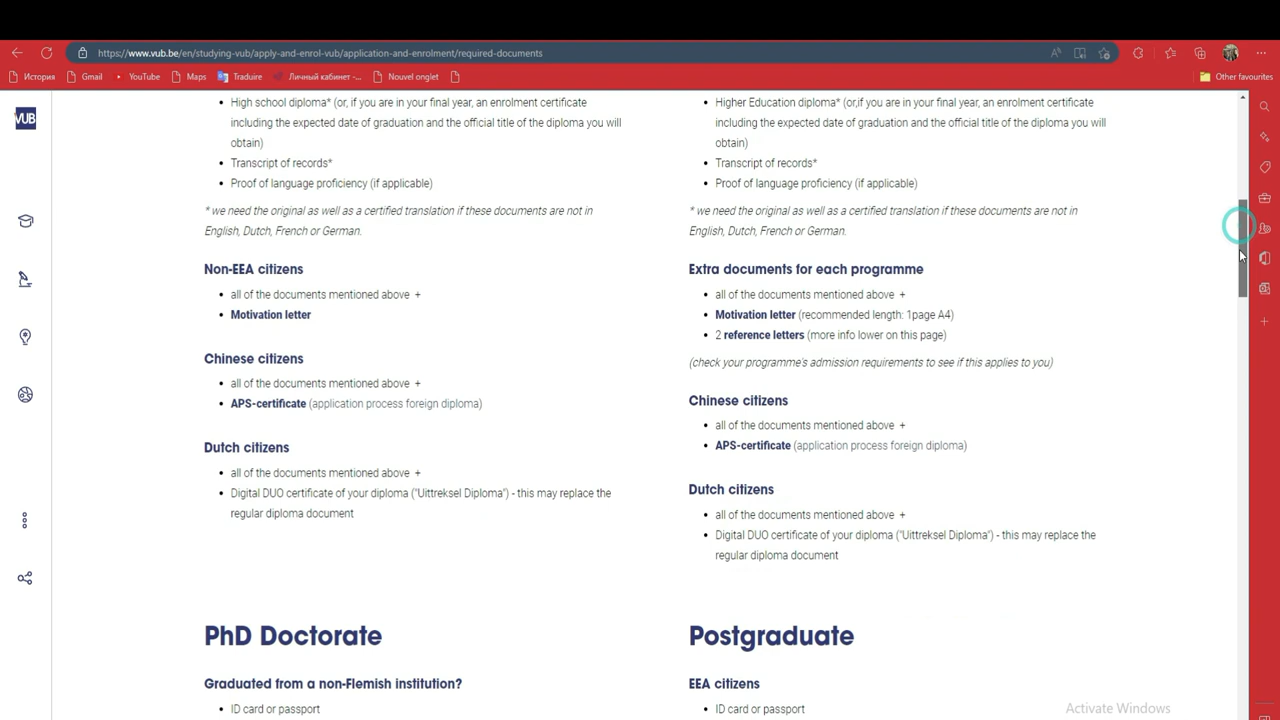 https://www.vub.be/en/studying-vub/apply-and-enrol-vub/application-and-enrolment/required-documents
История
Gmail
YouTube
Maps
Traduire
Личный кабинет -...
Nouvel onglet
Other favourites
VUB
High school diploma* (or, if you are in your final year, an enrolment certificate
including the expected date of graduation and the official title of the diploma you will
obtain)
Transcript of records*
Proof of language proficiency (if applicable)
* we need the original as well as a certified translation if these documents are not in
English, Dutch, French or German.
Non-EEA citizens
all of the documents mentioned above +
Motivation letter
Chinese citizens
all of the documents mentioned above +
APS-certificate (application process foreign diploma)
Dutch citizens
all of the documents mentioned above +
Digital DUO certificate of your diploma ("Uittreksel Diploma") - this may replace the
regular diploma document
PhD Doctorate
Graduated from a non-Flemish institution?
ID card or passport
Higher Education diploma* (or,if you are in your final year, an enrolment certificate
including the expected date of graduation and the official title of the diploma you will
obtain)
Transcript of records*
Proof of language proficiency (if applicable)
* we need the original as well as a certified translation if these documents are not in
English, Dutch, French or German.
Extra documents for each programme
all of the documents mentioned above +
Motivation letter (recommended length: 1page A4)
2 reference letters (more info lower on this page)
(check your programme's admission requirements to see if this applies to you)
Chinese citizens
all of the documents mentioned above +
APS-certificate (application process foreign diploma)
Dutch citizens
all of the documents mentioned above +
Digital DUO certificate of your diploma ("Uittreksel Diploma") - this may replace the
regular diploma document
Postgraduate
EEA citizens
ID card or passport
Activate Windows